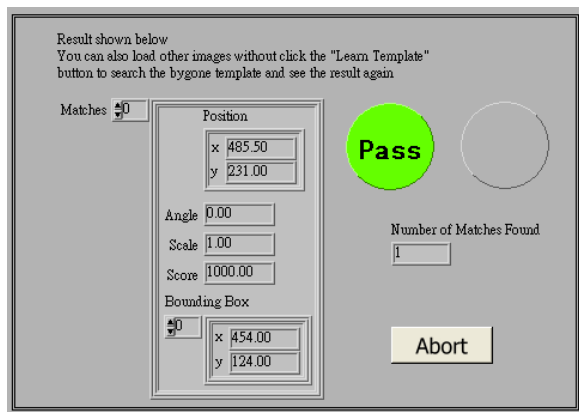 Result shown below
You can also load other images without click the "Learn Template"
button to search the bygone template and see the result again
Matches 0
Position
x 485.50
y 231.00
Angle 0.00
Scale 1.00
Score 1000.00
Bounding Box
0
x 454.00
y 124.00
Pass
Number of Matches Found
1
Abort